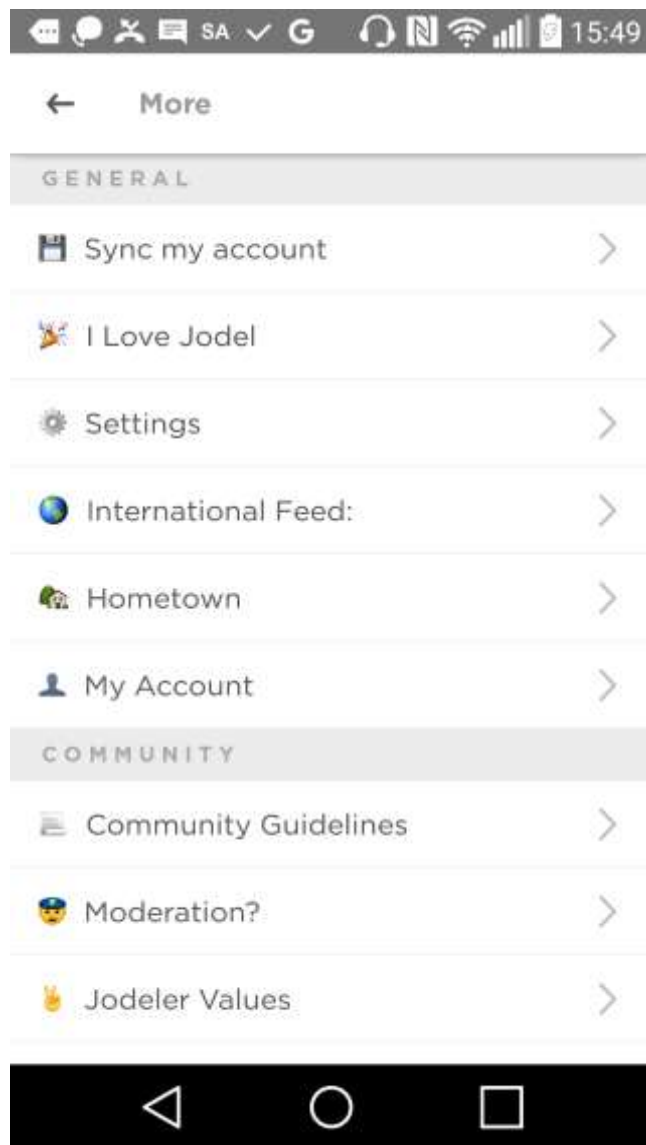 SA G 15:49
More
GENERAL
Sync my account
I Love Jodel
Settings
International Feed:
Hometown
My Account
COMMUNITY
Community Guidelines
Moderation?
Jodeler Values